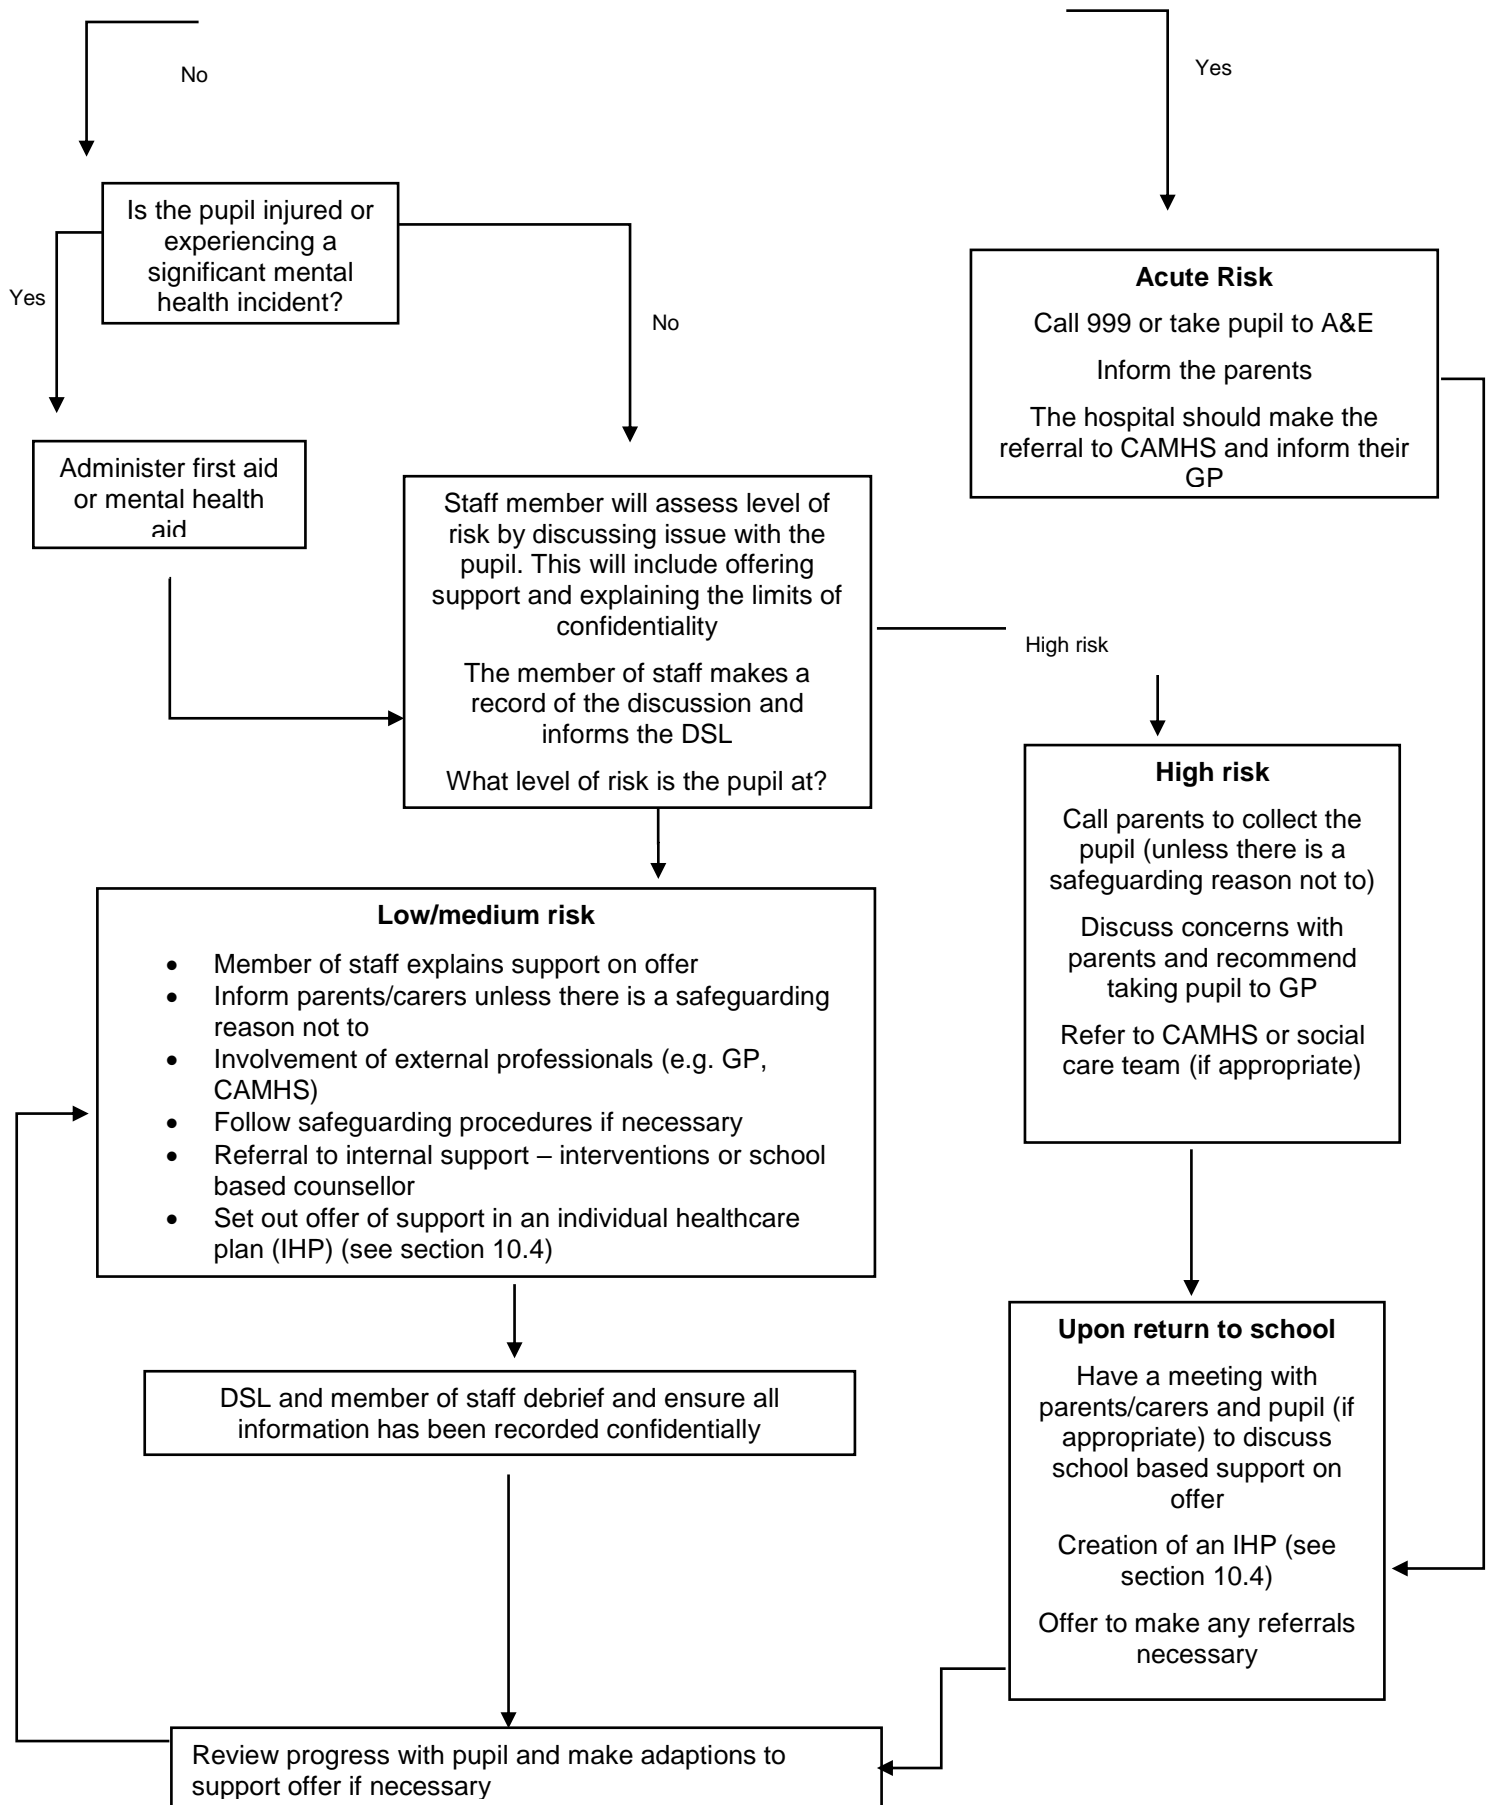 No
Yes
Is the pupil injured or
experiencing a
significant mental
health incident?
Yes
No
Acute Risk
Call 999 or take pupil to A&E
Inform the parents
The hospital should make the
referral to CAMHS and inform their
GP
Administer first aid
or mental health
aid
Staff member will assess level of
risk by discussing issue with the
pupil. This will include offering
support and explaining the limits of
confidentiality
The member of staff makes a
record of the discussion and
informs the DSL
What level of risk is the pupil at?
High risk
High risk
Call parents to collect the
pupil (unless there is a
safeguarding reason not to)
Discuss concerns with
parents and recommend
taking pupil to GP
Refer to CAMHS or social
care team (if appropriate)
Low/medium risk
• Member of staff explains support on offer
• Inform parents/carers unless there is a safeguarding
reason not to
• Involvement of external professionals (e.g. GP,
CAMHS)
• Follow safeguarding procedures if necessary
• Referral to internal support – interventions or school
based counsellor
• Set out offer of support in an individual healthcare
plan (IHP) (see section 10.4)
Upon return to school
Have a meeting with
parents/carers and pupil (if
appropriate) to discuss
school based support on
offer
Creation of an IHP (see
section 10.4)
Offer to make any referrals
necessary
DSL and member of staff debrief and ensure all
information has been recorded confidentially
Review progress with pupil and make adaptions to
support offer if necessary